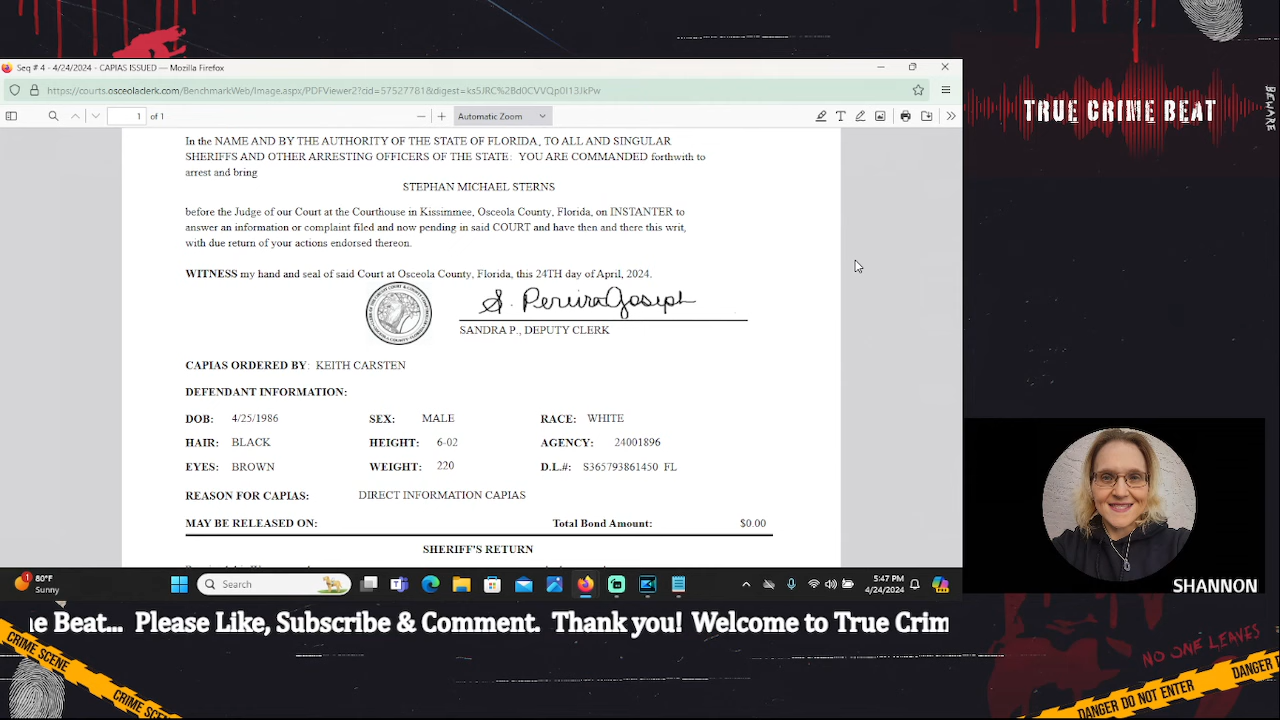 Seq # 4 - 4/24/2024 - CAPIAS ISSUED — Mozilla Firefox
https://courts.osceolaclerk.com/BenchmarkWeb/Image.aspx/PDFViewer2?cid=57527781&digest=ks5JRC%2Bd0CVVQp0I13JkPw
1 of 1
Automatic Zoom
In the NAME AND BY THE AUTHORITY OF THE STATE OF FLORIDA, TO ALL AND SINGULAR
SHERIFFS AND OTHER ARRESTING OFFICERS OF THE STATE: YOU ARE COMMANDED forthwith to
arrest and bring
STEPHAN MICHAEL STERNS
before the Judge of our Court at the Courthouse in Kissimmee, Osceola County, Florida, on INSTANTER to
answer an information or complaint filed and now pending in said COURT and have then and there this writ,
with due return of your actions endorsed thereon.
WITNESS my hand and seal of said Court at Osceola County, Florida, this 24TH day of April, 2024.
S. PereiraJoseph
SANDRA P., DEPUTY CLERK
CAPIAS ORDERED BY: KEITH CARSTEN
DEFENDANT INFORMATION:
DOB: 4/25/1986 SEX: MALE RACE: WHITE
HAIR: BLACK HEIGHT: 6-02 AGENCY: 24001896
EYES: BROWN WEIGHT: 220 D.L.#: S365793861450 FL
REASON FOR CAPIAS: DIRECT INFORMATION CAPIAS
MAY BE RELEASED ON: Total Bond Amount: $0.00
SHERIFF'S RETURN
1
80°F
Sunny
Search
5:47 PM
4/24/2024
TRUE CRIME BEAT
BEWARE
SHANNON
ne Beat... Please Like, Subscribe & Comment. Thank you! Welcome to True Crim
CRIME SCENE
CRIME SCE
NO ONE LEAVES
DANGER DO NOT ENTER
DANGER D